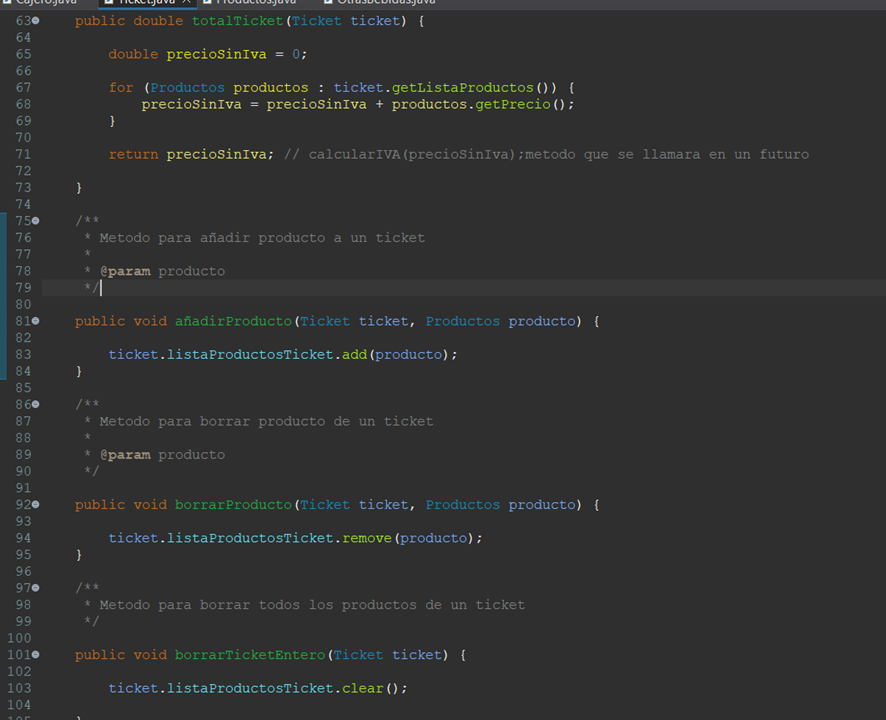 Cajero.java Ticket.java Productos.java OtrasBebidas.java
63 public double totalTicket(Ticket ticket) {
64
65 double precioSinIva = 0;
66
67 for (Productos productos : ticket.getListaProductos()) {
68 precioSinIva = precioSinIva + productos.getPrecio();
69 }
70
71 return precioSinIva; // calcularIVA(precioSinIva);metodo que se llamara en un futuro
72
73 }
74
75 /**
76 * Metodo para añadir producto a un ticket
77 *
78 * @param producto
79 */
80
81 public void añadirProducto(Ticket ticket, Productos producto) {
82
83 ticket.listaProductosTicket.add(producto);
84 }
85
86 /**
87 * Metodo para borrar producto de un ticket
88 *
89 * @param producto
90 */
91
92 public void borrarProducto(Ticket ticket, Productos producto) {
93
94 ticket.listaProductosTicket.remove(producto);
95 }
96
97 /**
98 * Metodo para borrar todos los productos de un ticket
99 */
100
101 public void borrarTicketEntero(Ticket ticket) {
102
103 ticket.listaProductosTicket.clear();
104
105 }